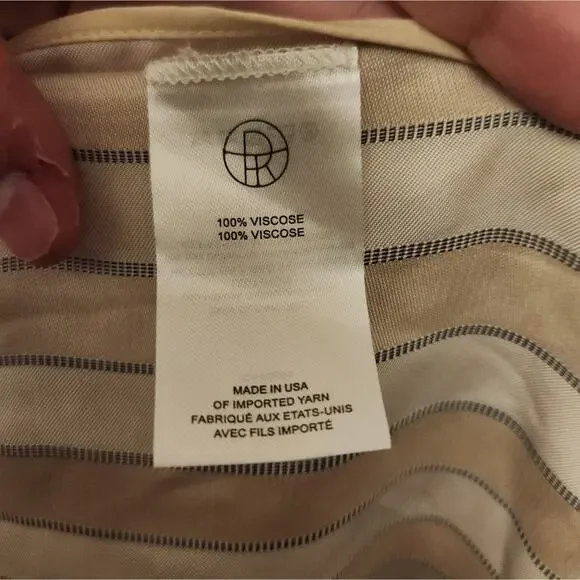 100% VISCOSE
100% VISCOSE
MADE IN USA
OF IMPORTED YARN
FABRIQUÉ AUX ETATS-UNIS
AVEC FILS IMPORTÉ